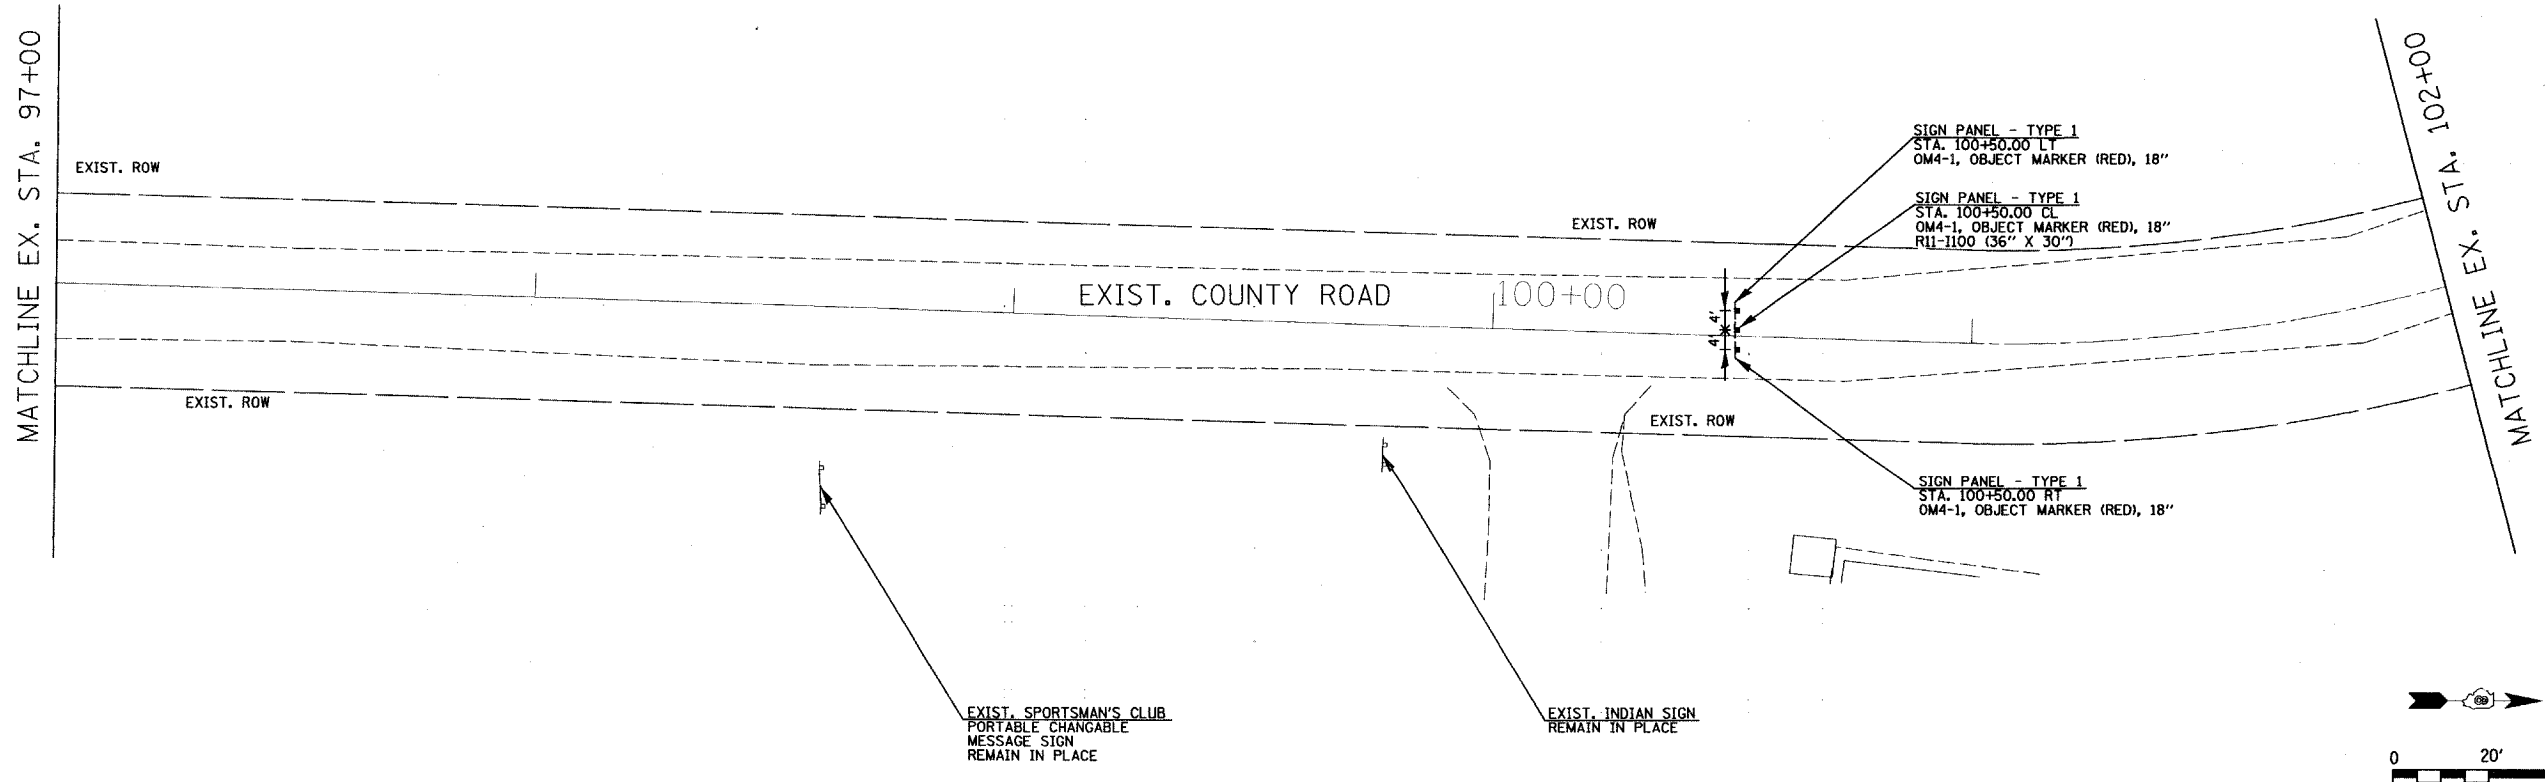 MATCHLINE EX. STA. 97+00
EXIST. ROW
EXIST. ROW
EXIST. COUNTY ROAD
100+00
EXIST. ROW
EXIST. ROW
4'
4'
SIGN PANEL - TYPE 1
STA. 100+50.00 LT
OM4-1, OBJECT MARKER (RED), 18"
SIGN PANEL - TYPE 1
STA. 100+50.00 CL
OM4-1, OBJECT MARKER (RED), 18"
R11-I100 (36" X 30")
SIGN PANEL - TYPE 1
STA. 100+50.00 RT
OM4-1, OBJECT MARKER (RED), 18"
MATCHLINE EX. STA. 102+00
EXIST. SPORTSMAN'S CLUB
PORTABLE CHANGABLE
MESSAGE SIGN
REMAIN IN PLACE
EXIST. INDIAN SIGN
REMAIN IN PLACE
0 20'